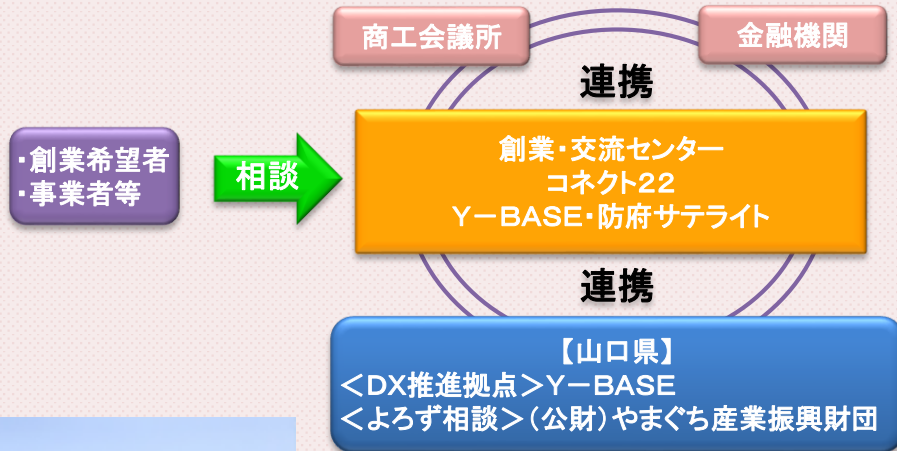 商工会議所
金融機関
連携
・創業希望者
・事業者等
相談
創業・交流センター
コネクト22
Y－BASE・防府サテライト
連携
【山口県】
＜DX推進拠点＞Y－BASE
＜よろず相談＞（公財）やまぐち産業振興財団